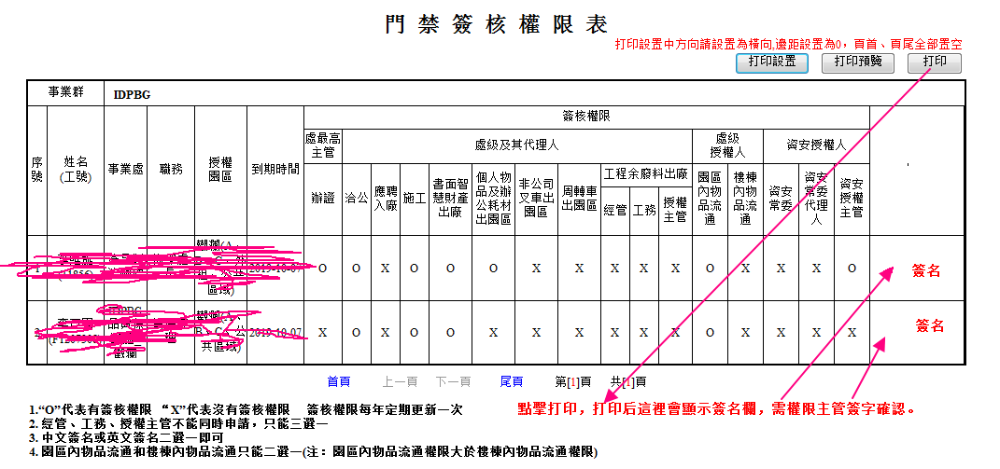 門禁簽核權限表
打印設置中方向請設置為橫向,邊距設置為0，頁首、頁尾全部置空
打印設置 打印預覽 打印
事業群 IDPBG
序號 姓名(工號) 事業處 職務 授權園區 到期時間 簽核權限
處最高主管 處級及其代理人 處級授權人 資安授權人
辦證 洽公 應聘入廠 施工 書面智慧財產出廠 個人物品及辦公耗材出園區 非公司叉車出園區 周轉車出園區 工程余廢料出廠 園區內物品流通 樓棟內物品流通 資安常委 資安常委代理人 資安授權主管
經管 工務 授權主管
2019-10-07 O O X O O O X X X X X O X X X O 簽名
區域)
IDPBG
2019-10-07 X O X O O X X X X X X O X X X X 簽名
共區域)
首頁 上一頁 下一頁 尾頁 第[1]頁 共[1]頁
點擊打印，打印后這裡會顯示簽名欄，需權限主管簽字確認。
1.“O”代表有簽核權限 “X”代表沒有簽核權限 簽核權限每年定期更新一次
2. 經管、工務、授權主管不能同時申請，只能三選一
3. 中文簽名或英文簽名二選一即可
4. 園區內物品流通和樓棟內物品流通只能二選一(注：園區內物品流通權限大於樓棟內物品流通權限)